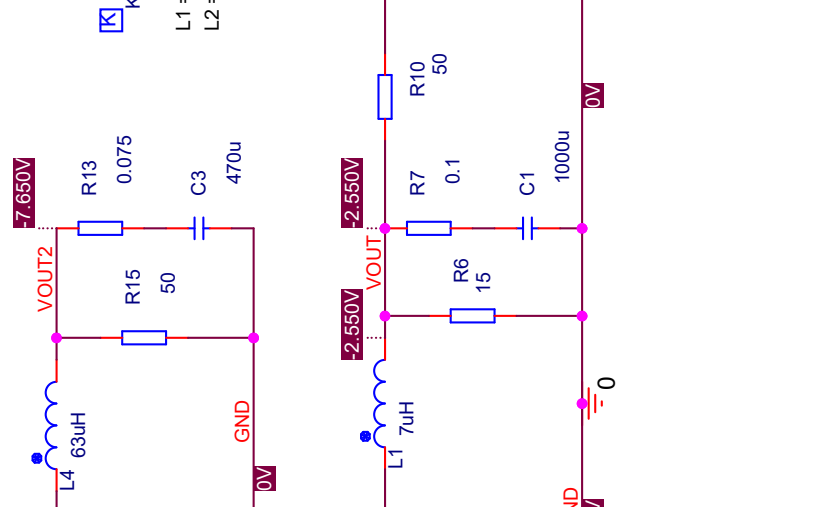 K
K
L1 =
L2 =
R10
50
0V
-7.650V
R13
0.075
C3
470u
-2.550V
R7
0.1
C1
1000u
VOUT2
R15
50
VOUT
R6
15
-2.550V
L4
63uH
GND
0V
L1
7uH
0
ND